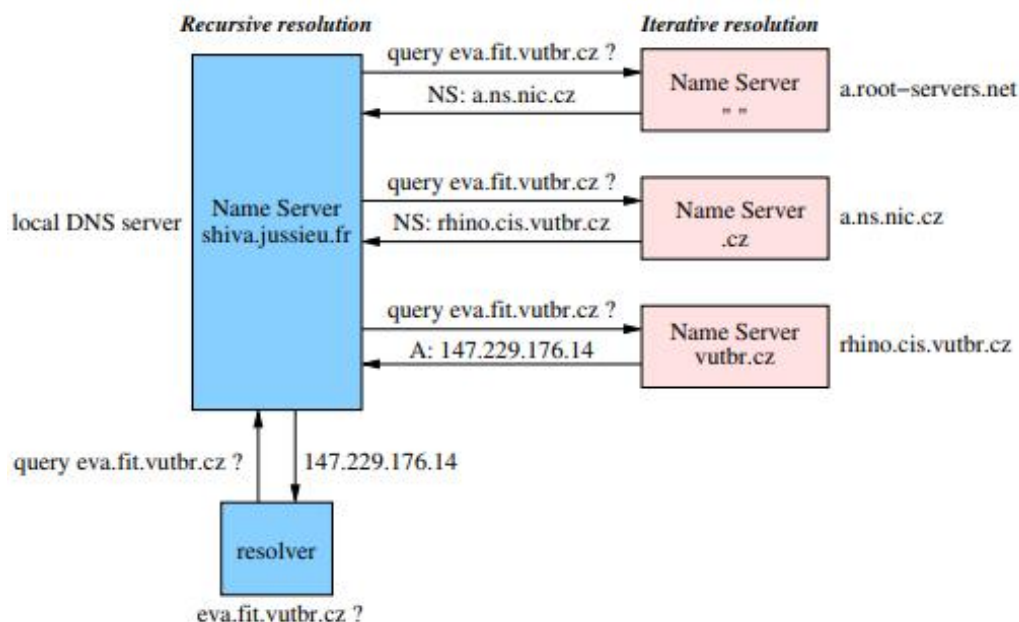 Recursive resolution
Iterative resolution
query eva.fit.vutbr.cz ?
NS: a.ns.nic.cz
Name Server
" "
a.root−servers.net
query eva.fit.vutbr.cz ?
NS: rhino.cis.vutbr.cz
Name Server
.cz
a.ns.nic.cz
local DNS server
Name Server
shiva.jussieu.fr
query eva.fit.vutbr.cz ?
A: 147.229.176.14
Name Server
vutbr.cz
rhino.cis.vutbr.cz
query eva.fit.vutbr.cz ?
147.229.176.14
resolver
eva.fit.vutbr.cz ?